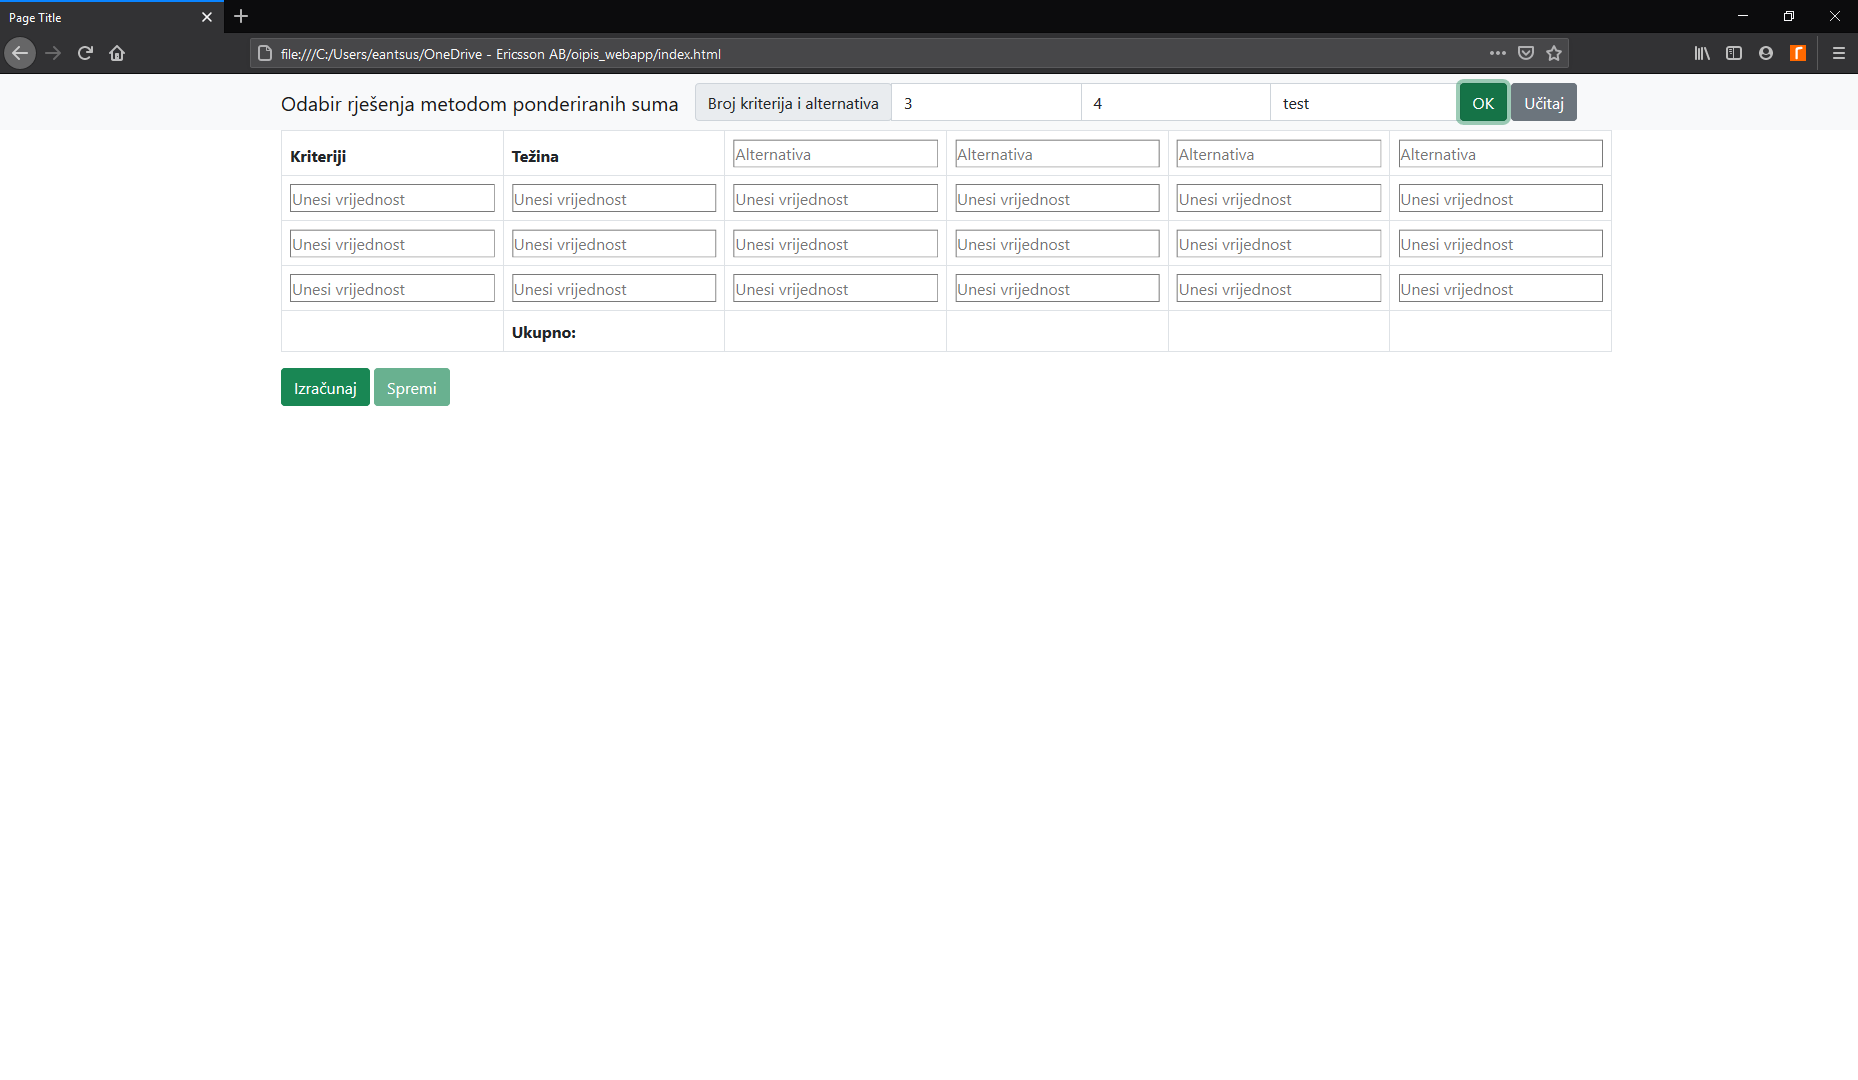 Page Title
file:///C:/Users/eantsus/OneDrive - Ericsson AB/oipis_webapp/index.html
Odabir rješenja metodom ponderiranih suma Broj kriterija i alternativa 3 4 test OK Učitaj
Kriteriji Težina Alternativa Alternativa Alternativa Alternativa
Unesi vrijednost Unesi vrijednost Unesi vrijednost Unesi vrijednost Unesi vrijednost Unesi vrijednost
Unesi vrijednost Unesi vrijednost Unesi vrijednost Unesi vrijednost Unesi vrijednost Unesi vrijednost
Unesi vrijednost Unesi vrijednost Unesi vrijednost Unesi vrijednost Unesi vrijednost Unesi vrijednost
Ukupno:
Izračunaj Spremi